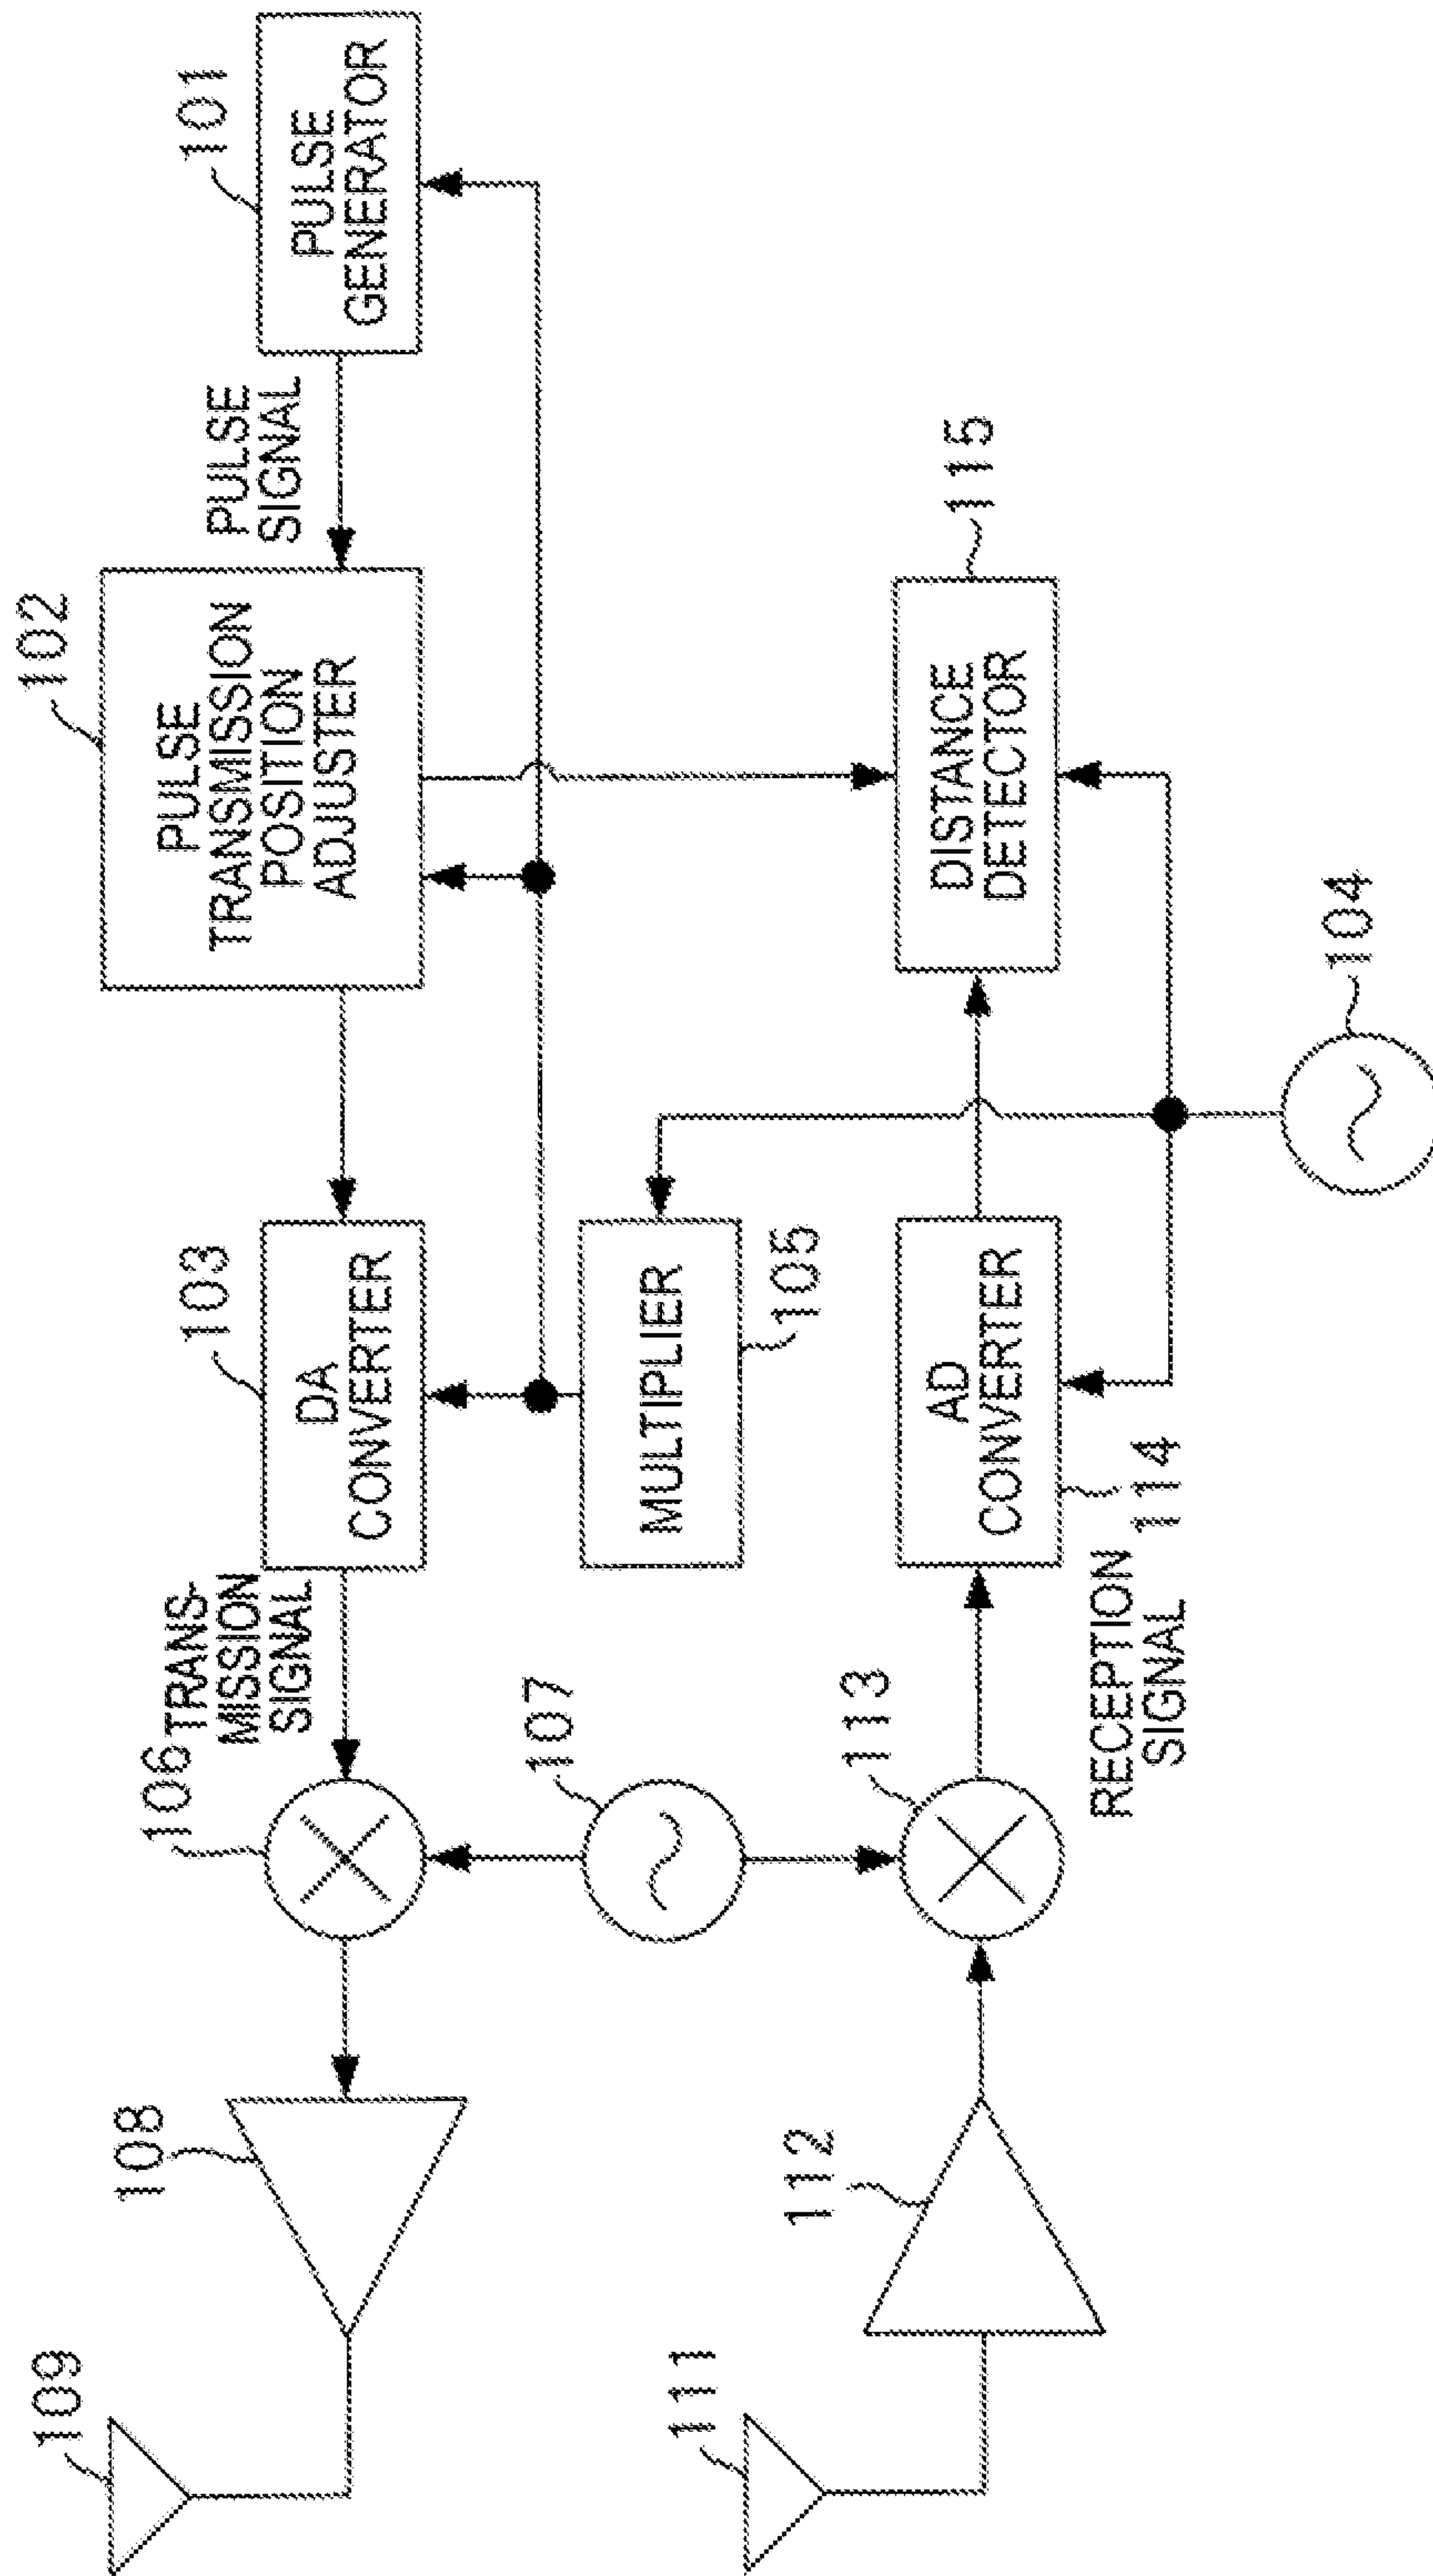 109
108
106
TRANS-
MISSION
SIGNAL
103
DA
CONVERTER
102
PULSE
TRANSMISSION
POSITION
ADJUSTER
PULSE
SIGNAL
101
PULSE
GENERATOR
107
MULTIPLIER
105
111
112
113
RECEPTION
SIGNAL
114
AD
CONVERTER
DISTANCE
DETECTOR
115
104